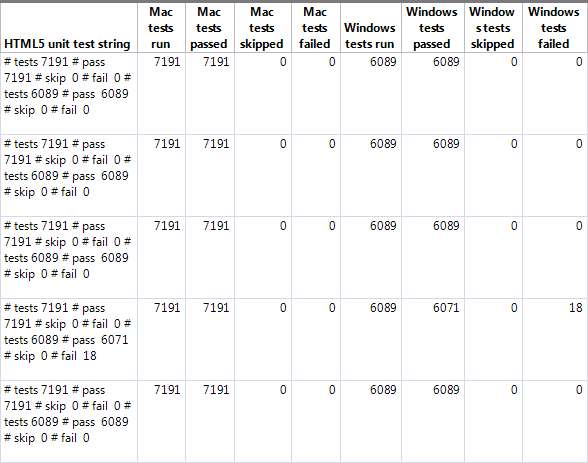 HTML5 unit test string Mac tests run Mac tests passed Mac tests skipped Mac tests failed Windows tests run Windows tests passed Window s tests skipped Windows tests failed
# tests 7191 # pass 7191 7191 0 0 6089 6089 0 0
7191 # skip 0 # fail 0 #
tests 6089 # pass 6089
# skip 0 # fail 0
# tests 7191 # pass 7191 7191 0 0 6089 6089 0 0
7191 # skip 0 # fail 0 #
tests 6089 # pass 6089
# skip 0 # fail 0
# tests 7191 # pass 7191 7191 0 0 6089 6089 0 0
7191 # skip 0 # fail 0 #
tests 6089 # pass 6089
# skip 0 # fail 0
# tests 7191 # pass 7191 7191 0 0 6089 6071 0 18
7191 # skip 0 # fail 0 #
tests 6089 # pass 6071
# skip 0 # fail 18
# tests 7191 # pass 7191 7191 0 0 6089 6089 0 0
7191 # skip 0 # fail 0 #
tests 6089 # pass 6089
# skip 0 # fail 0